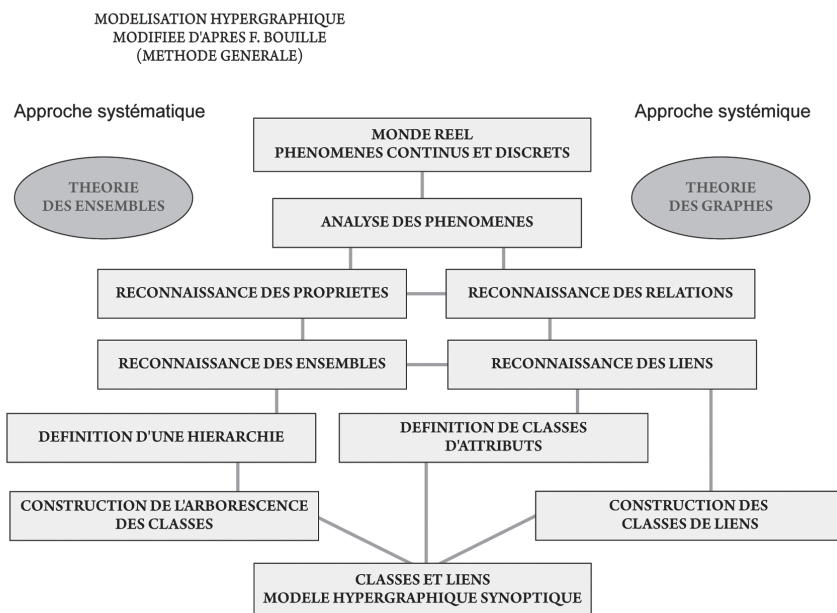 MODELISATION HYPERGRAPHIQUE
MODIFIEE D'APRES F. BOUILLE
(METHODE GENERALE)
Approche systématique
Approche systémique
MONDE REEL
PHENOMENES CONTINUS ET DISCRETS
THEORIE
DES ENSEMBLES
THEORIE
DES GRAPHES
ANALYSE DES PHENOMENES
RECONNAISSANCE DES PROPRIETES
RECONNAISSANCE DES RELATIONS
RECONNAISSANCE DES ENSEMBLES
RECONNAISSANCE DES LIENS
DEFINITION D'UNE HIERARCHIE
DEFINITION DE CLASSES
D'ATTRIBUTS
CONSTRUCTION DE L'ARBORESCENCE
DES CLASSES
CONSTRUCTION DES
CLASSES DE LIENS
CLASSES ET LIENS
MODELE HYPERGRAPHIQUE SYNOPTIQUE